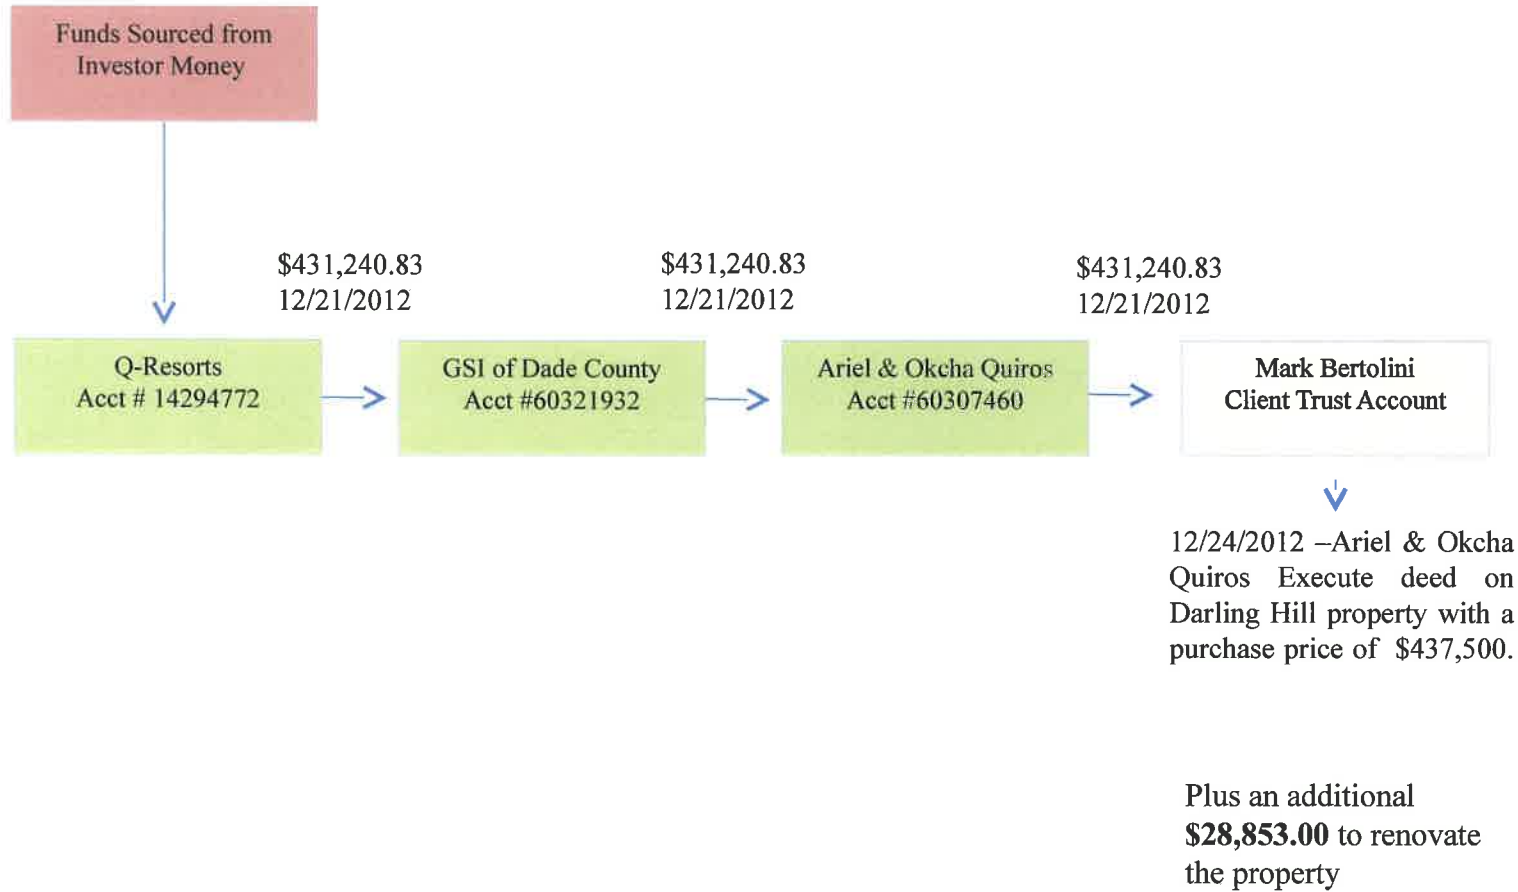 Funds Sourced from
Investor Money
$431,240.83
12/21/2012
$431,240.83
12/21/2012
$431,240.83
12/21/2012
Q-Resorts
Acct # 14294772
GSI of Dade County
Acct #60321932
Ariel & Okcha Quiros
Acct #60307460
Mark Bertolini
Client Trust Account
12/24/2012 –Ariel & Okcha
Quiros Execute deed on
Darling Hill property with a
purchase price of $437,500.
Plus an additional
$28,853.00 to renovate
the property